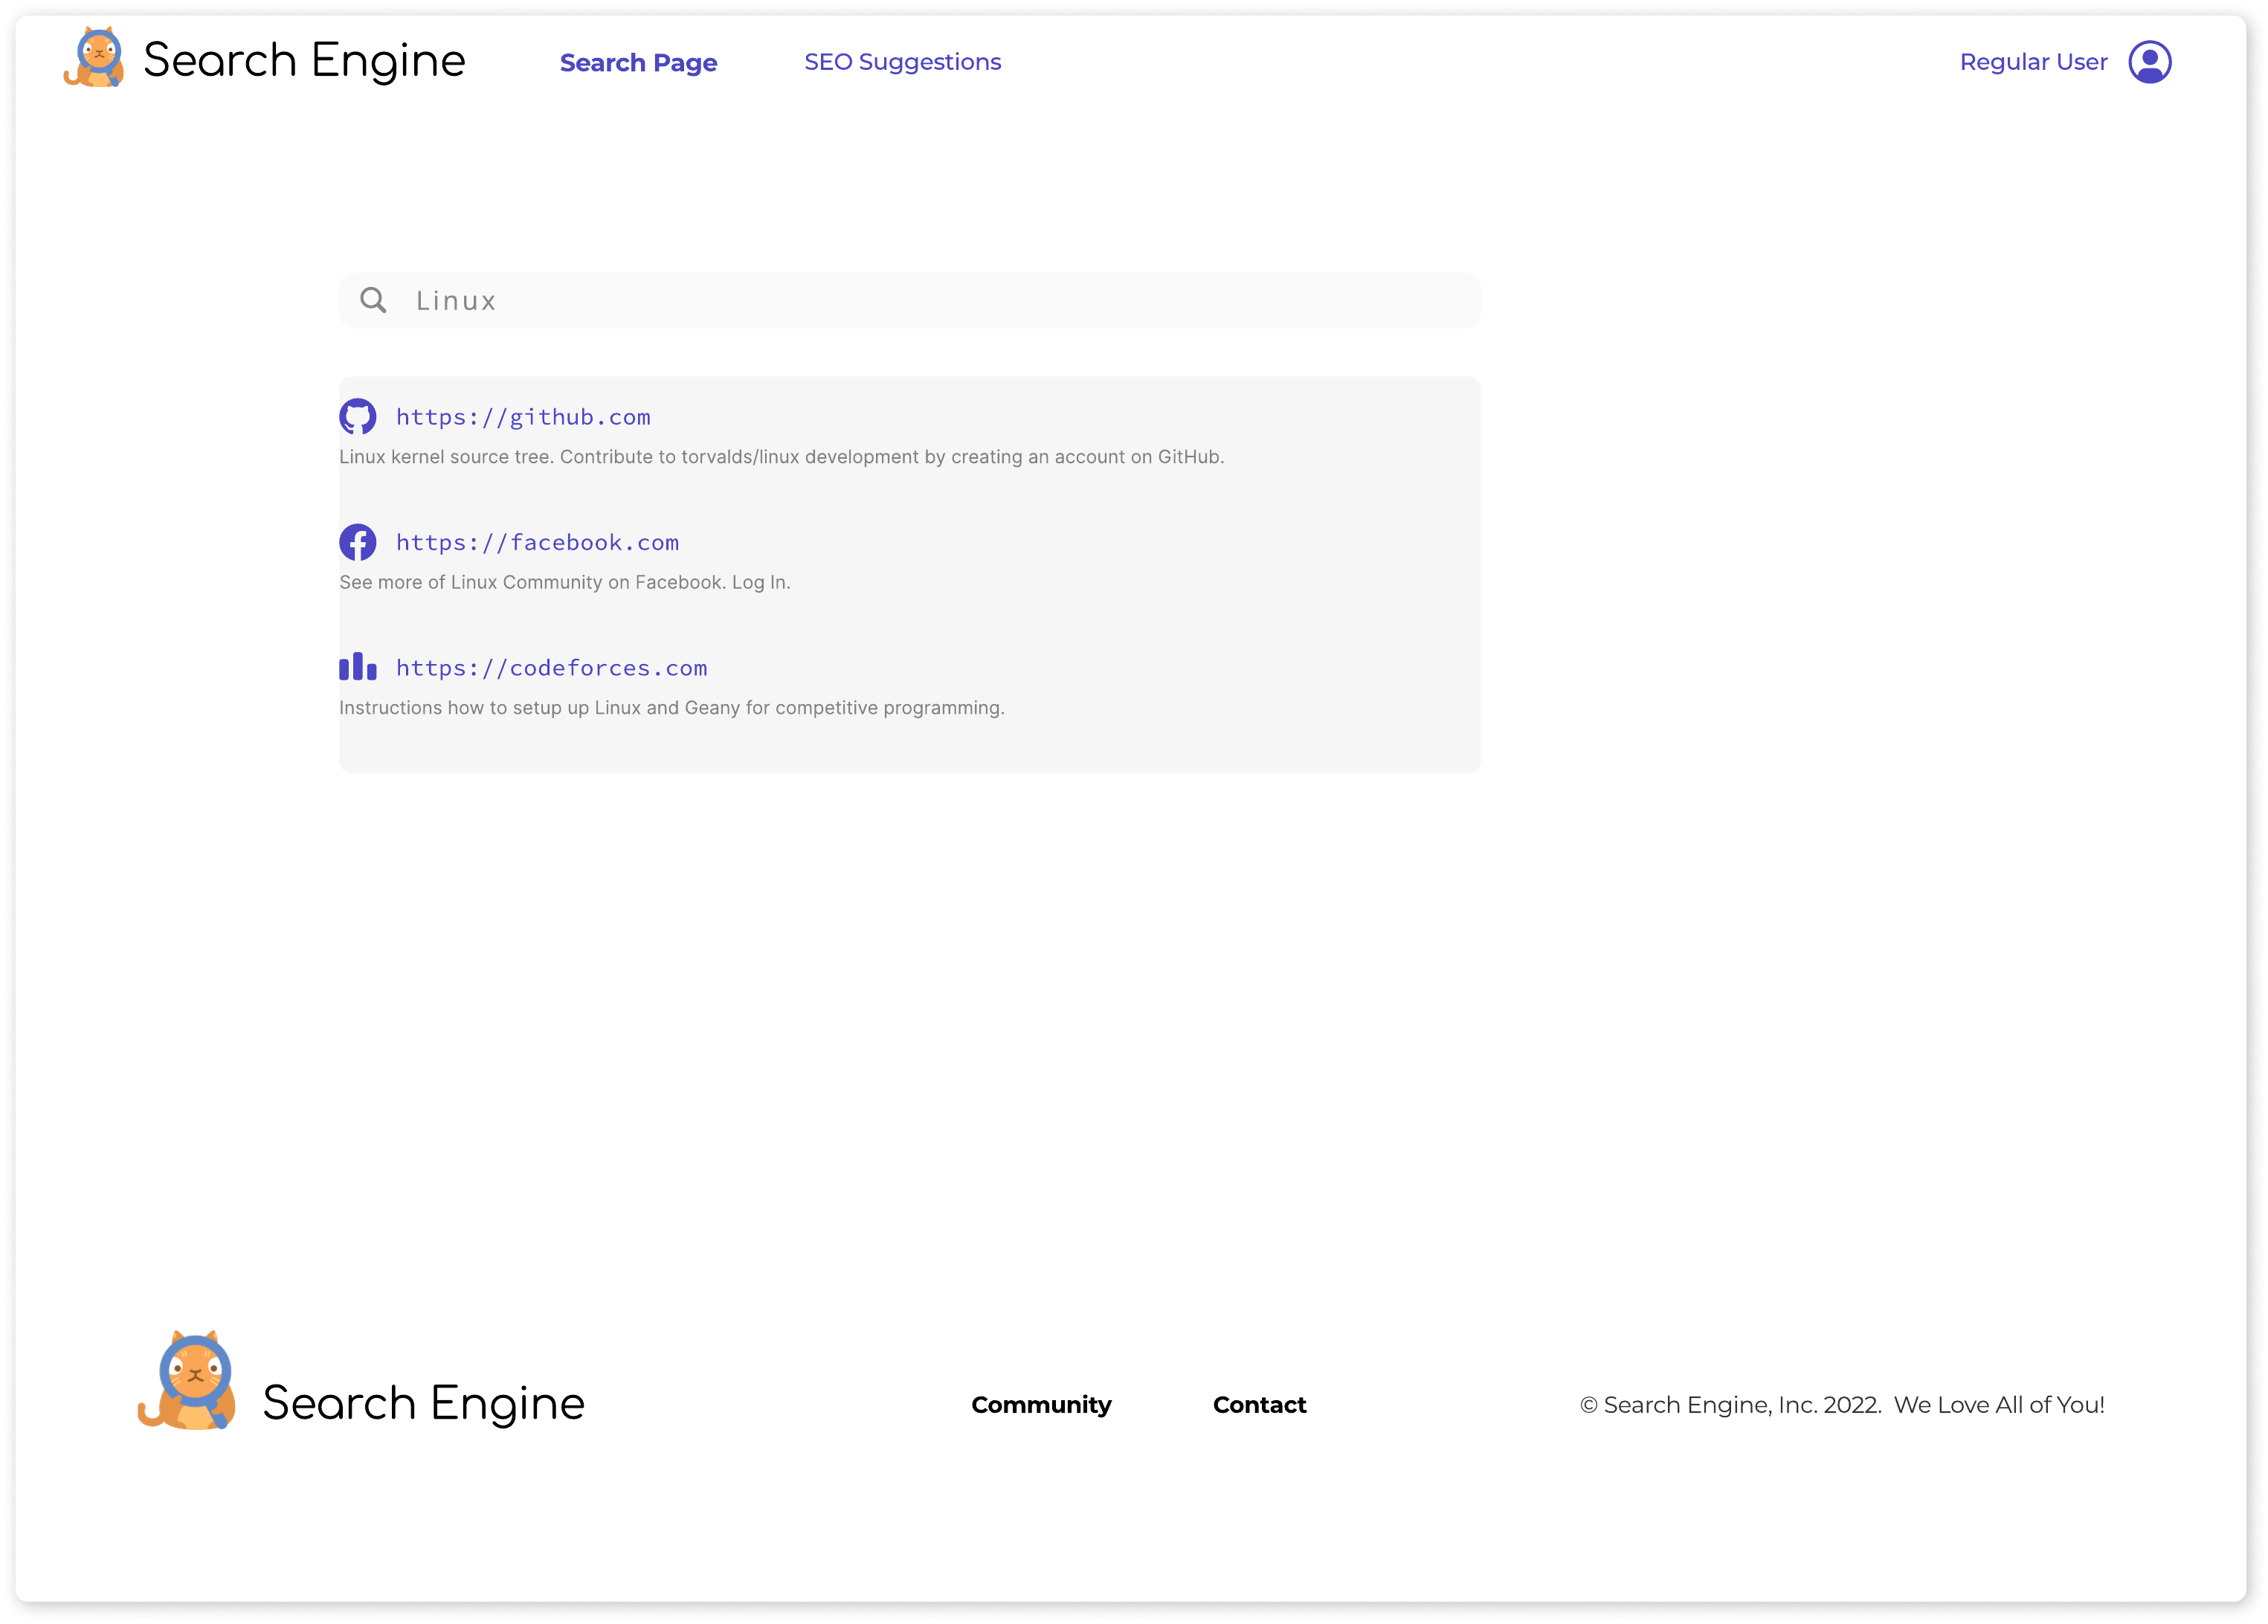 Search Engine
Search Page
SEO Suggestions
Regular User
Linux
https://github.com
Linux kernel source tree. Contribute to torvalds/linux development by creating an account on GitHub.
https://facebook.com
See more of Linux Community on Facebook. Log In.
https://codeforces.com
Instructions how to setup up Linux and Geany for competitive programming.
Search Engine
Community
Contact
© Search Engine, Inc. 2022. We Love All of You!